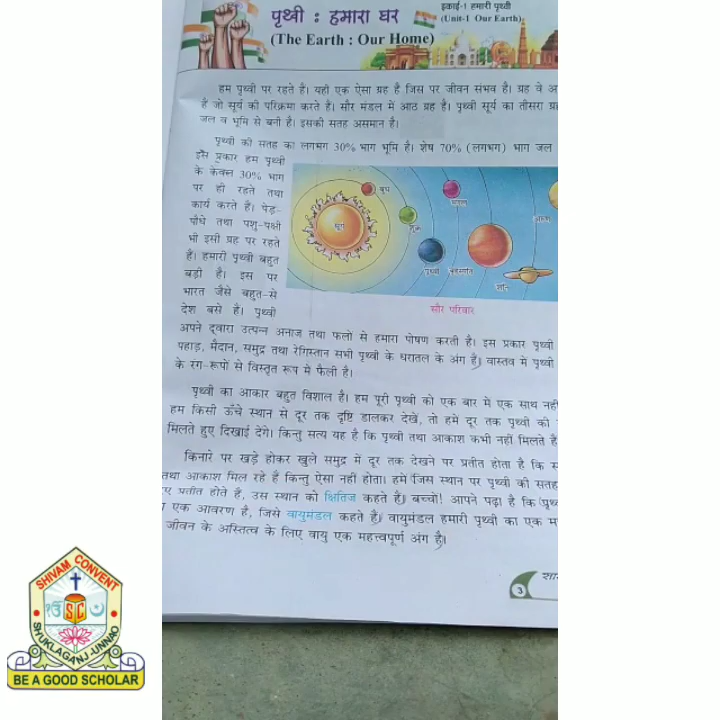 पृथ्वी : हमारा घर
(The Earth : Our Home)
इकाई-1 हमारी पृथ्वी
(Unit-1 Our Earth)
हम पृथ्वी पर रहते हैं। यही एक ऐसा ग्रह है जिस पर जीवन संभव है। ग्रह वे
हैं जो सूर्य की परिक्रमा करते हैं। सौर मंडल में आठ ग्रह हैं। पृथ्वी सूर्य का तीसरा
जल व भूमि से बनी है। इसकी सतह असमान है।
पृथ्वी की सतह का लगभग 30% भाग भूमि है। शेष 70% (लगभग) भाग जल
इस प्रकार हम पृथ्वी
के केवल 30% भाग
पर ही रहते तथा
कार्य करते हैं। पेड़-
पौधे तथा पशु-पक्षी
भी इसी ग्रह पर रहते
हैं। हमारी पृथ्वी बहुत
बड़ी है। इस पर
भारत जैसे बहुत-से
देश बसे हैं। पृथ्वी
सूर्य
बुध
शुक्र
पृथ्वी
मंगल
बृहस्पति
शनि
अरुण
सौर परिवार
अपने द्वारा उत्पन्न अनाज तथा फलों से हमारा पोषण करती है। इस प्रकार पृथ्वी
पहाड़, मैदान, समुद्र तथा रेगिस्तान सभी पृथ्वी के धरातल के अंग हैं। वास्तव में पृथ्वी
के रंग-रूपों से विस्तृत रूप में फैली है।
पृथ्वी का आकार बहुत विशाल है। हम पूरी पृथ्वी को एक बार में एक साथ नहीं
हम किसी ऊँचे स्थान से दूर तक दृष्टि डालकर देखें, तो हमें दूर तक पृथ्वी को
मिलते हुए दिखाई देंगे। किन्तु सत्य यह है कि पृथ्वी तथा आकाश कभी नहीं मिलते हैं
किनारे पर खड़े होकर खुले समुद्र में दूर तक देखने पर प्रतीत होता है कि
तथा आकाश मिल रहे हैं किन्तु ऐसा नहीं होता। हमें जिस स्थान पर पृथ्वी की सतह
प्रतीत होते हैं, उस स्थान को क्षितिज कहते हैं। बच्चों! आपने पढ़ा है कि पृथ्वी
एक आवरण है, जिसे वायुमंडल कहते हैं। वायुमंडल हमारी पृथ्वी का एक
जीवन के अस्तित्व के लिए वायु एक महत्त्वपूर्ण अंग है।
3
SHIVAM CONVENT
SC
SHUKLAGANJ-UNNAO
BE A GOOD SCHOLAR